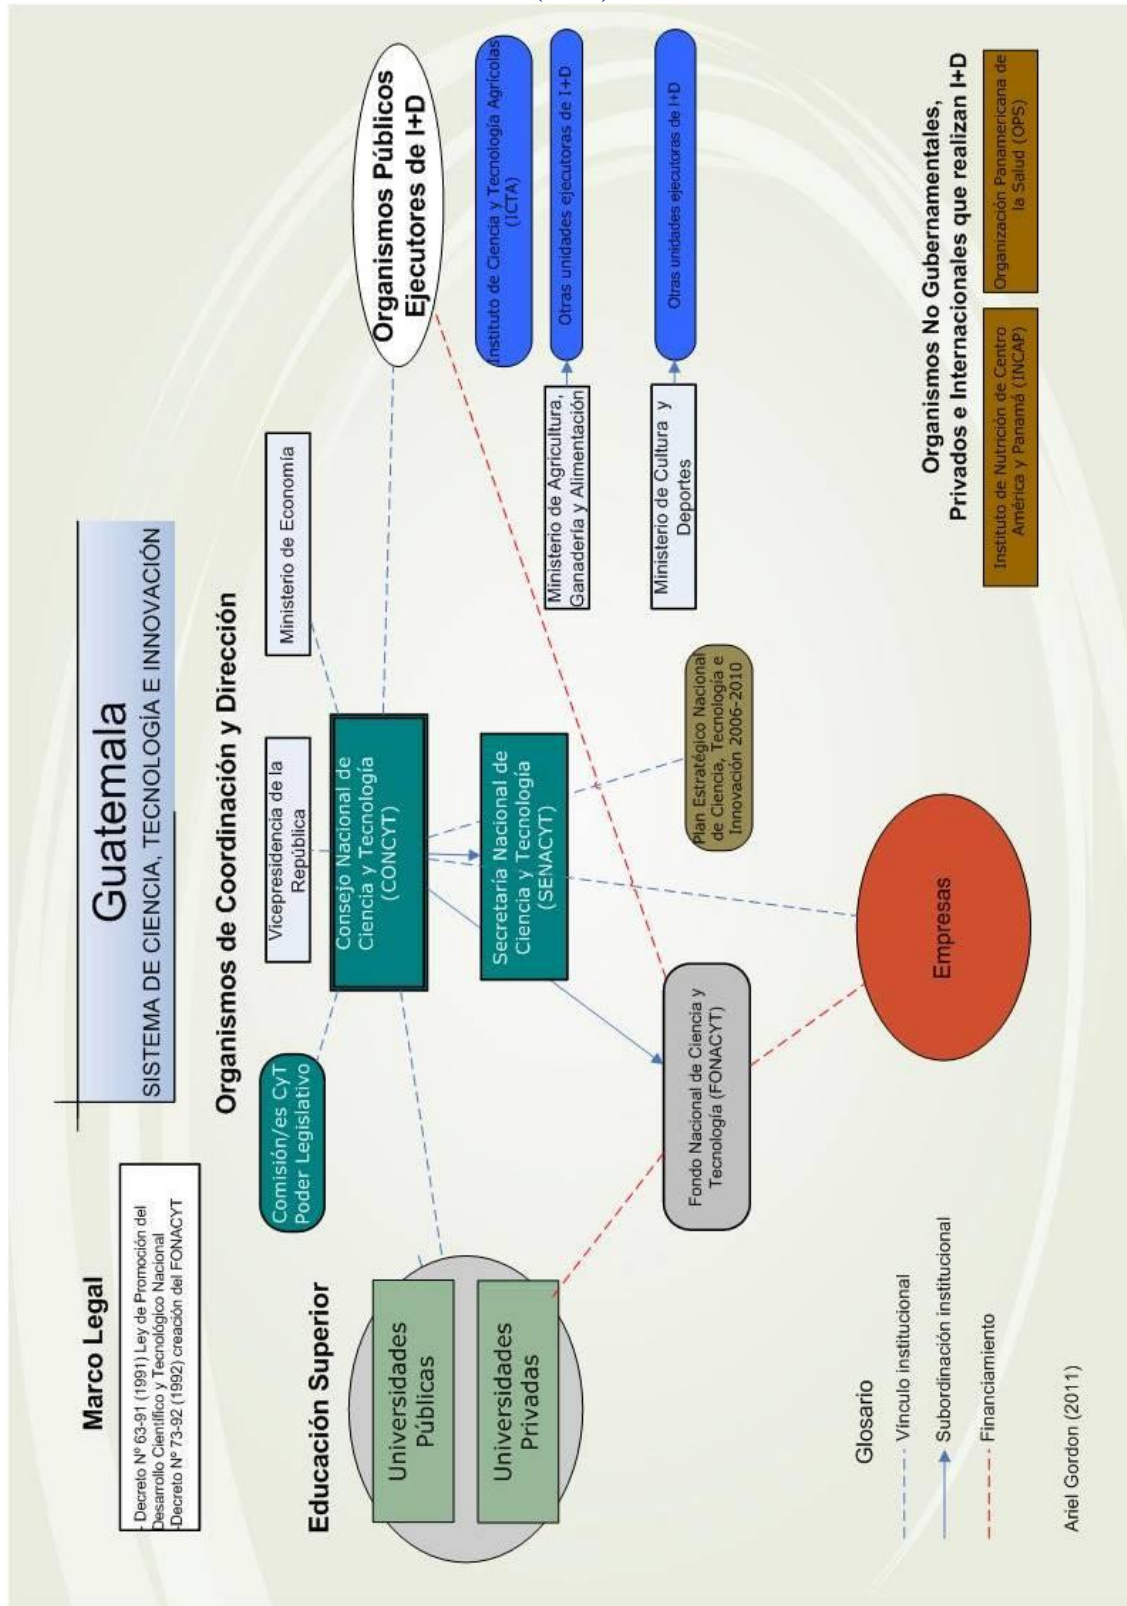 Guatemala
SISTEMA DE CIENCIA, TECNOLOGÍA E INNOVACIÓN
Marco Legal
- Decreto Nº 63-91 (1991) Ley de Promoción del
Desarrollo Científico y Tecnológico Nacional
-Decreto Nº 73-92 (1992) creación del FONACYT
Organismos de Coordinación y Dirección
Comisión/es CyT
Poder Legislativo
Vicepresidencia de la
República
Ministerio de Economía
Consejo Nacional de
Ciencia y Tecnología
(CONCYT)
Secretaría Nacional de
Ciencia y Tecnología
(SENACYT)
Educación Superior
Universidades
Públicas
Universidades
Privadas
Organismos Públicos
Ejecutores de I+D
Instituto de Ciencia y Tecnología Agrícolas
(ICTA)
Ministerio de Agricultura,
Ganadería y Alimentación
Otras unidades ejecutoras de I+D
Ministerio de Cultura y
Deportes
Otras unidades ejecutoras de I+D
Plan Estratégico Nacional
de Ciencia, Tecnología e
Innovación 2006-2010
Fondo Nacional de Ciencia y
Tecnología (FONACYT)
Empresas
Organismos No Gubernamentales,
Privados e Internacionales que realizan I+D
Instituto de Nutrición de Centro
América y Panamá (INCAP)
Organización Panamericana de
la Salud (OPS)
Glosario
Vínculo institucional
Subordinación institucional
Financiamiento
Ariel Gordon (2011)